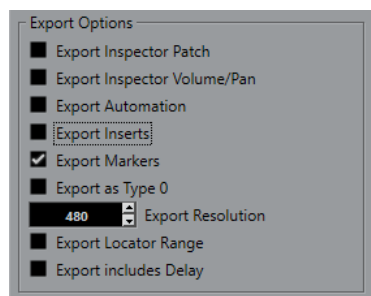 Export Options
Export Inspector Patch
Export Inspector Volume/Pan
Export Automation
Export Inserts
Export Markers
Export as Type 0
480 Export Resolution
Export Locator Range
Export includes Delay